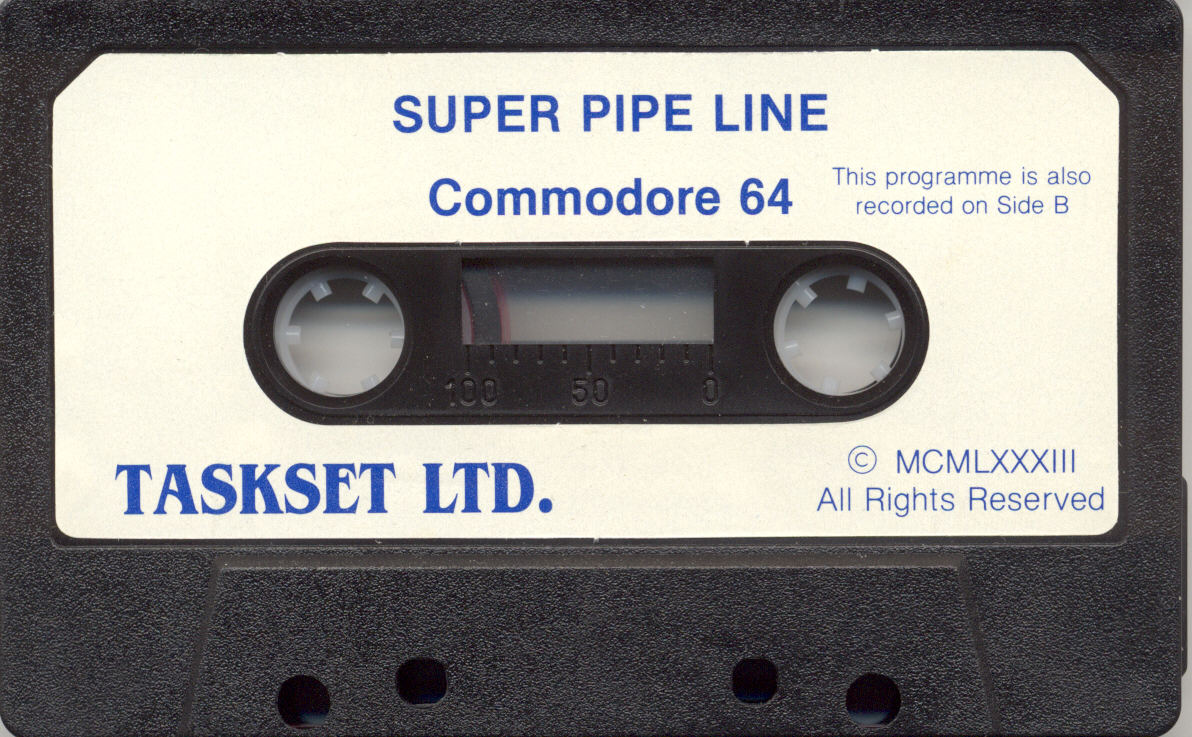 SUPER PIPE LINE
Commodore 64
This programme is also
recorded on Side B
100 50 0
TASKSET LTD.
© MCMLXXXIII
All Rights Reserved